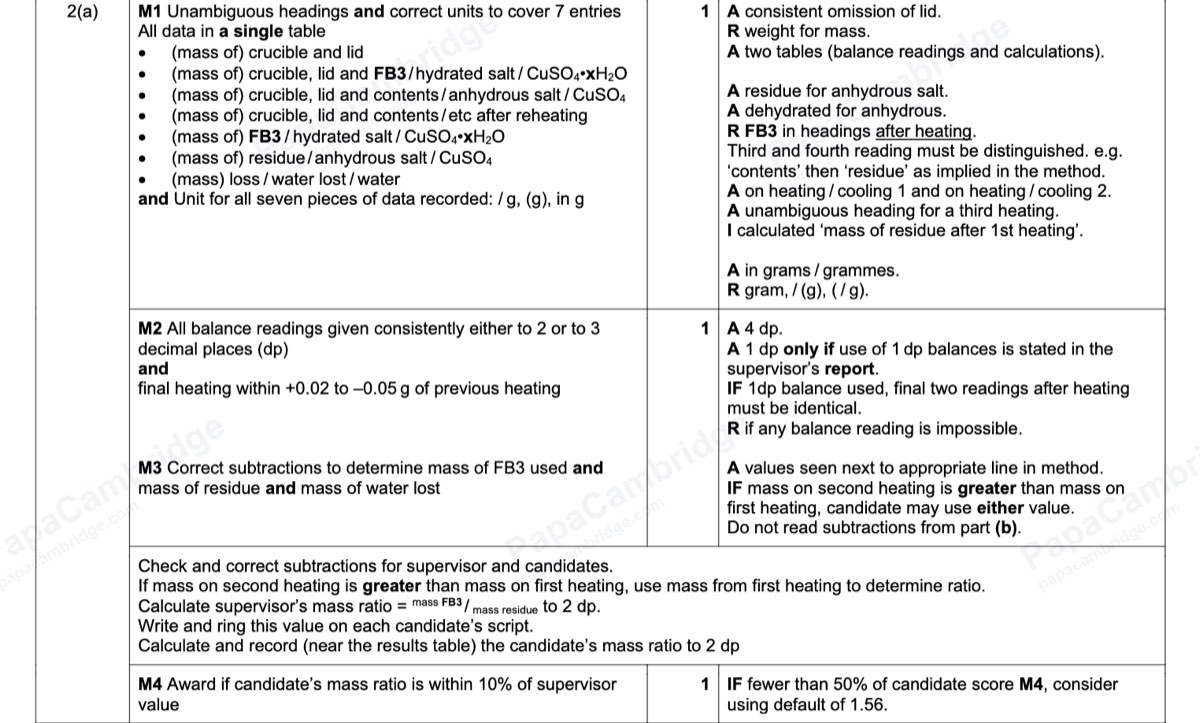 2(a)
M1 Unambiguous headings and correct units to cover 7 entries
All data in a single table
• (mass of) crucible and lid
• (mass of) crucible, lid and FB3/hydrated salt/CuSO₄•xH₂O
• (mass of) crucible, lid and contents/anhydrous salt/CuSO₄
• (mass of) crucible, lid and contents/etc after reheating
• (mass of) FB3/hydrated salt/CuSO₄•xH₂O
• (mass of) residue/anhydrous salt/CuSO₄
• (mass) loss/water lost/water
and Unit for all seven pieces of data recorded: /g, (g), in g
1
A consistent omission of lid.
R weight for mass.
A two tables (balance readings and calculations).
A residue for anhydrous salt.
A dehydrated for anhydrous.
R FB3 in headings after heating.
Third and fourth reading must be distinguished. e.g.
‘contents’ then ‘residue’ as implied in the method.
A on heating/cooling 1 and on heating/cooling 2.
A unambiguous heading for a third heating.
I calculated ‘mass of residue after 1st heating’.
A in grams/grammes.
R gram, /(g), (/g).
M2 All balance readings given consistently either to 2 or to 3
decimal places (dp)
and
final heating within +0.02 to –0.05 g of previous heating
1
A 4 dp.
A 1 dp only if use of 1 dp balances is stated in the
supervisor’s report.
IF 1dp balance used, final two readings after heating
must be identical.
R if any balance reading is impossible.
M3 Correct subtractions to determine mass of FB3 used and
mass of residue and mass of water lost
A values seen next to appropriate line in method.
IF mass on second heating is greater than mass on
first heating, candidate may use either value.
Do not read subtractions from part (b).
Check and correct subtractions for supervisor and candidates.
If mass on second heating is greater than mass on first heating, use mass from first heating to determine ratio.
Calculate supervisor’s mass ratio = mass FB3/mass residue to 2 dp.
Write and ring this value on each candidate’s script.
Calculate and record (near the results table) the candidate’s mass ratio to 2 dp
M4 Award if candidate’s mass ratio is within 10% of supervisor
value
1
IF fewer than 50% of candidate score M4, consider
using default of 1.56.
PapaCambridge
papacambridge.com